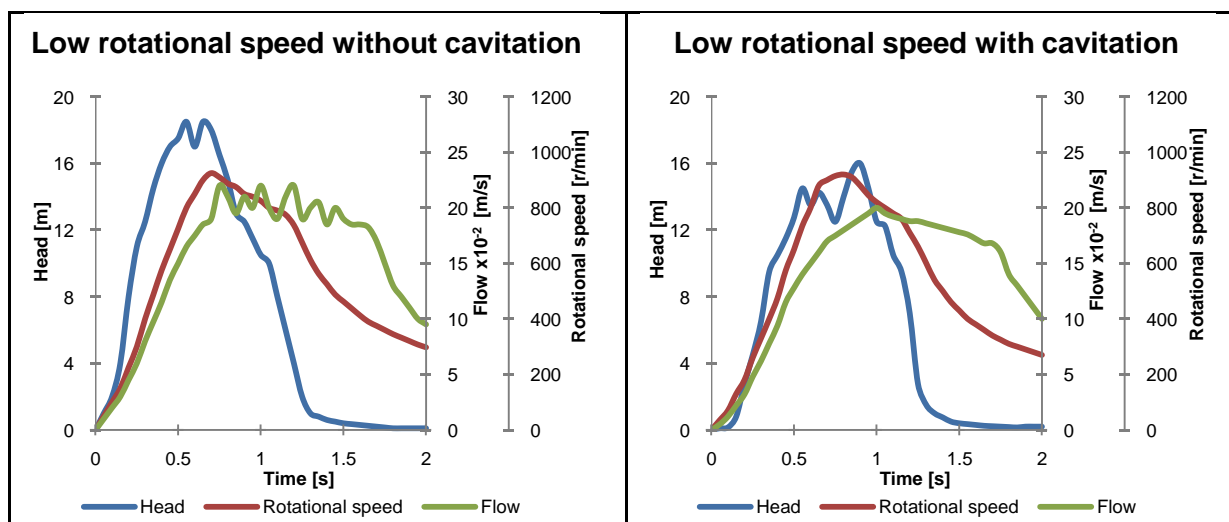 Low rotational speed without cavitation
20
16
12
8
4
0
Head [m]
30
25
20
15
10
5
0
Flow x10-2 [m/s]
1200
1000
800
600
400
200
0
Rotational speed [r/min]
0 0.5 1 1.5 2
Time [s]
Head Rotational speed Flow
Low rotational speed with cavitation
20
16
12
8
4
0
Head [m]
30
25
20
15
10
5
0
Flow x10-2 [m/s]
1200
1000
800
600
400
200
0
Rotational speed [r/min]
0 0.5 1 1.5 2
Time [s]
Head Rotational speed Flow